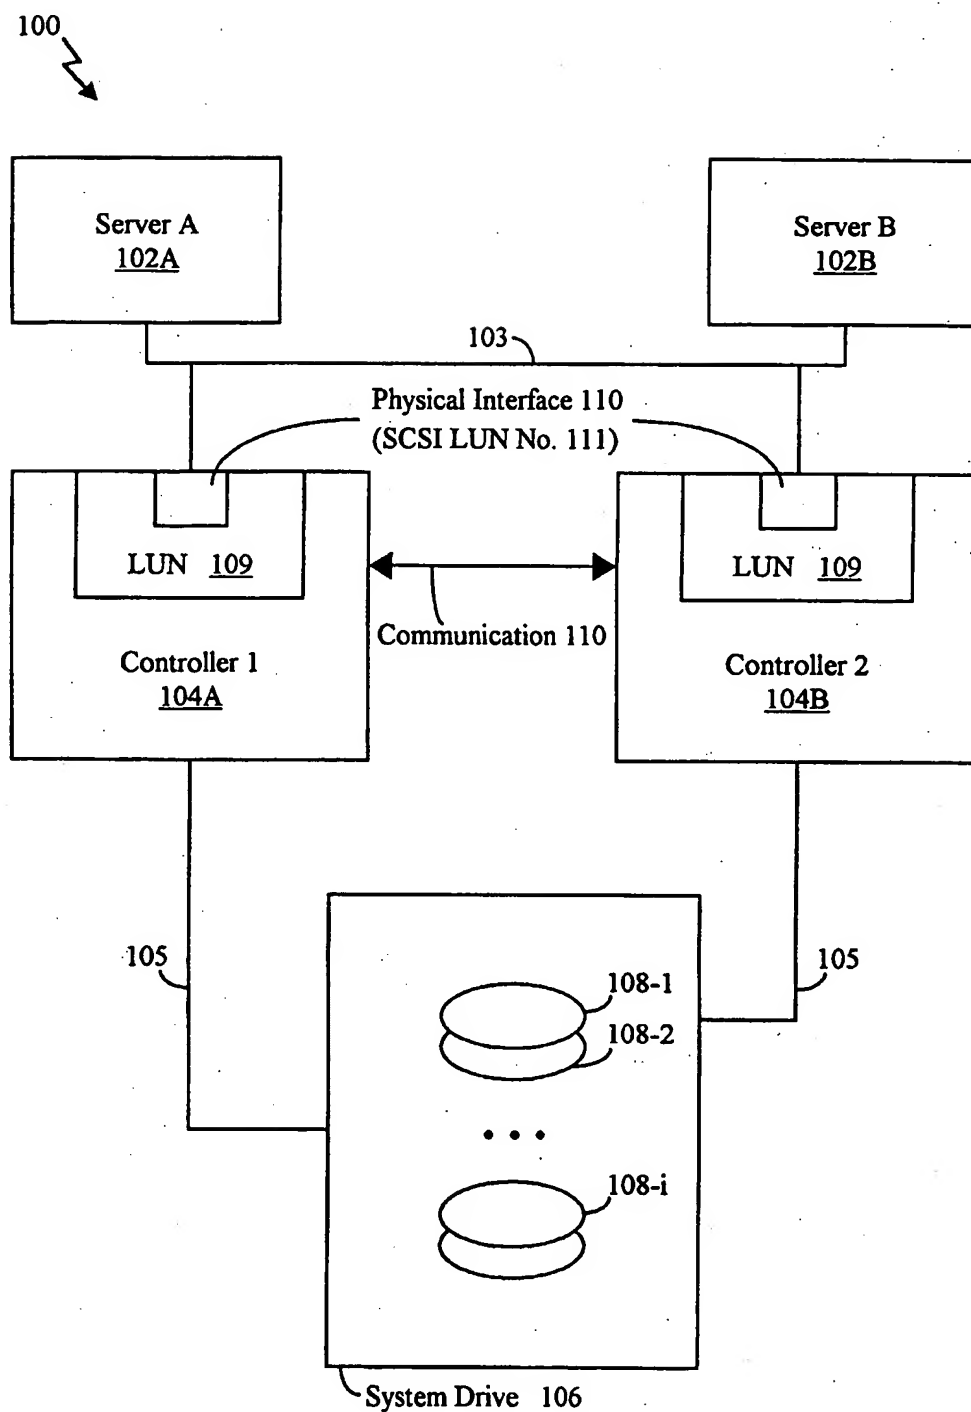 100
Server A
102A
Server B
102B
103
Physical Interface 110
(SCSI LUN No. 111)
LUN 109
LUN 109
Communication 110
Controller 1
104A
Controller 2
104B
105
105
108-1
108-2
108-i
System Drive 106